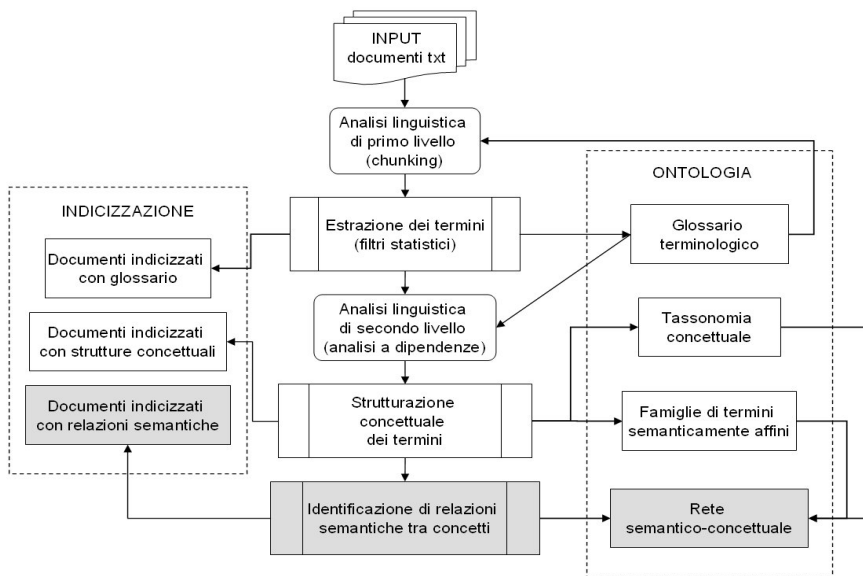 INPUT
documenti txt
Analisi linguistica
di primo livello
(chunking)
ONTOLOGIA
INDICIZZAZIONE
Estrazione dei termini
(filtri statistici)
Glossario
terminologico
Documenti indicizzati
con glossario
Analisi linguistica
di secondo livello
(analisi a dipendenze)
Tassonomia
concettuale
Documenti indicizzati
con strutture concettuali
Strutturazione
concettuale
dei termini
Famiglie di termini
semanticamente affini
Documenti indicizzati
con relazioni semantiche
Identificazione di relazioni
semantiche tra concetti
Rete
semantico-concettuale